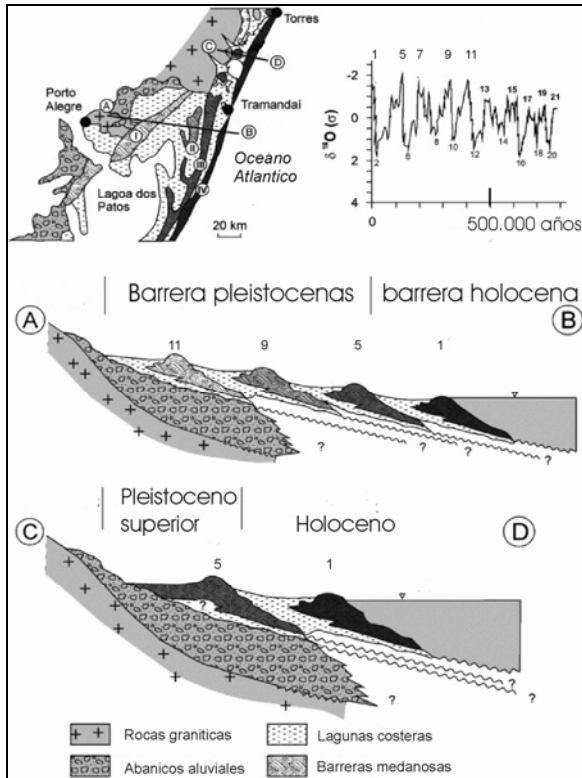 Torres
C
D
Porto
Alegre
A
Tramandai
I
B
II
Oceano
III
Atlantico
Lagoa dos
Patos
IV
20 km
1 5 7 9 11
13 15 17 19 21
δ ¹⁸O (σ)
-2
0
2
4
2 6 8 10 12 14 16 18 20
0 500.000 años
Barrera pleistocenas barrera holocena
A B
11 9 5 1
? ? ? ?
Pleistoceno
superior Holoceno
C D
5 1
?
? ?
Rocas graniticas Lagunas costeras
Abanicos aluviales Barreras medanosas